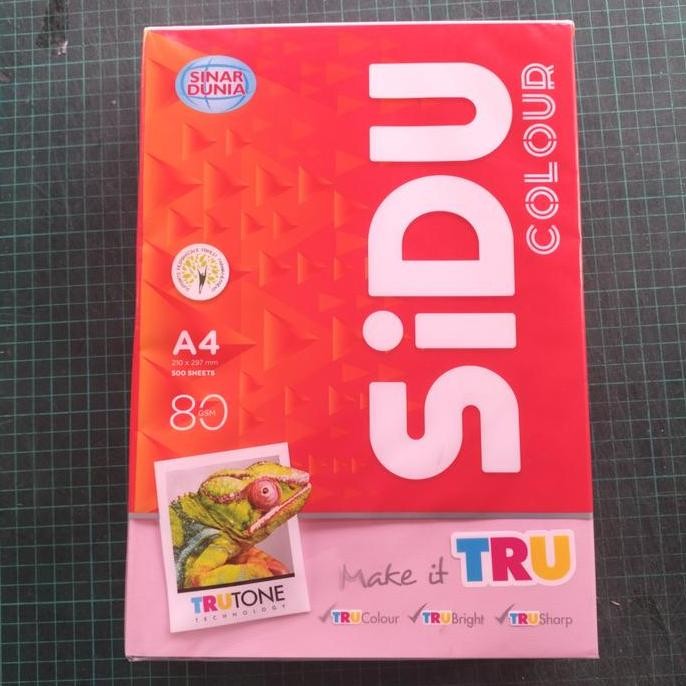 SINAR
DUNIA
SiDU
COLOUR
A4
210 x 297 mm
500 SHEETS
80
GSM
TRUTONE
TECHNOLOGY
Make it TRU
TRUColour TRUBright TRUSharp